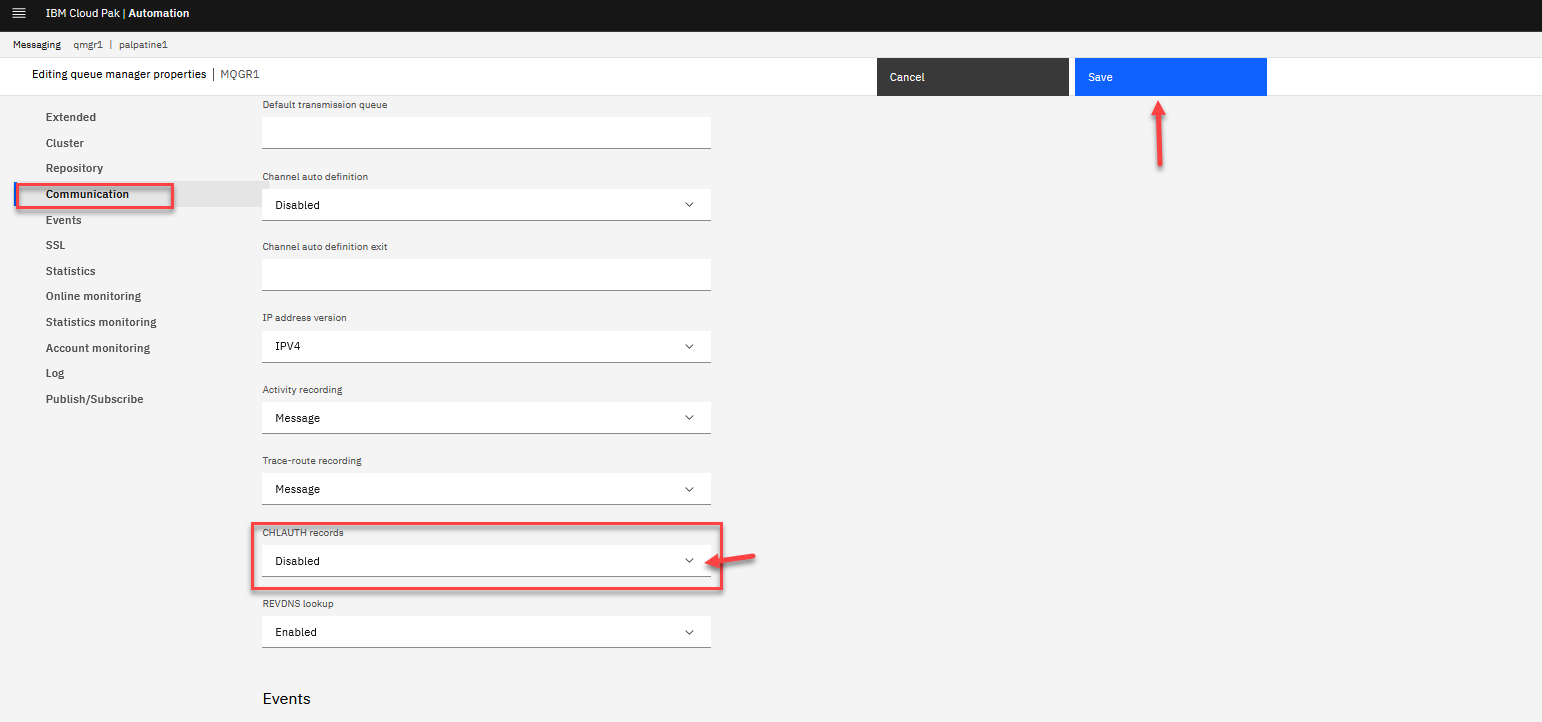 IBM Cloud Pak | Automation
Messaging qmgr1 | palpatine1
Editing queue manager properties | MQGR1
Cancel
Save
Extended
Cluster
Repository
Communication
Events
SSL
Statistics
Online monitoring
Statistics monitoring
Account monitoring
Log
Publish/Subscribe
Default transmission queue
Channel auto definition
Disabled
Channel auto definition exit
IP address version
IPV4
Activity recording
Message
Trace-route recording
Message
CHLAUTH records
Disabled
REVDNS lookup
Enabled
Events